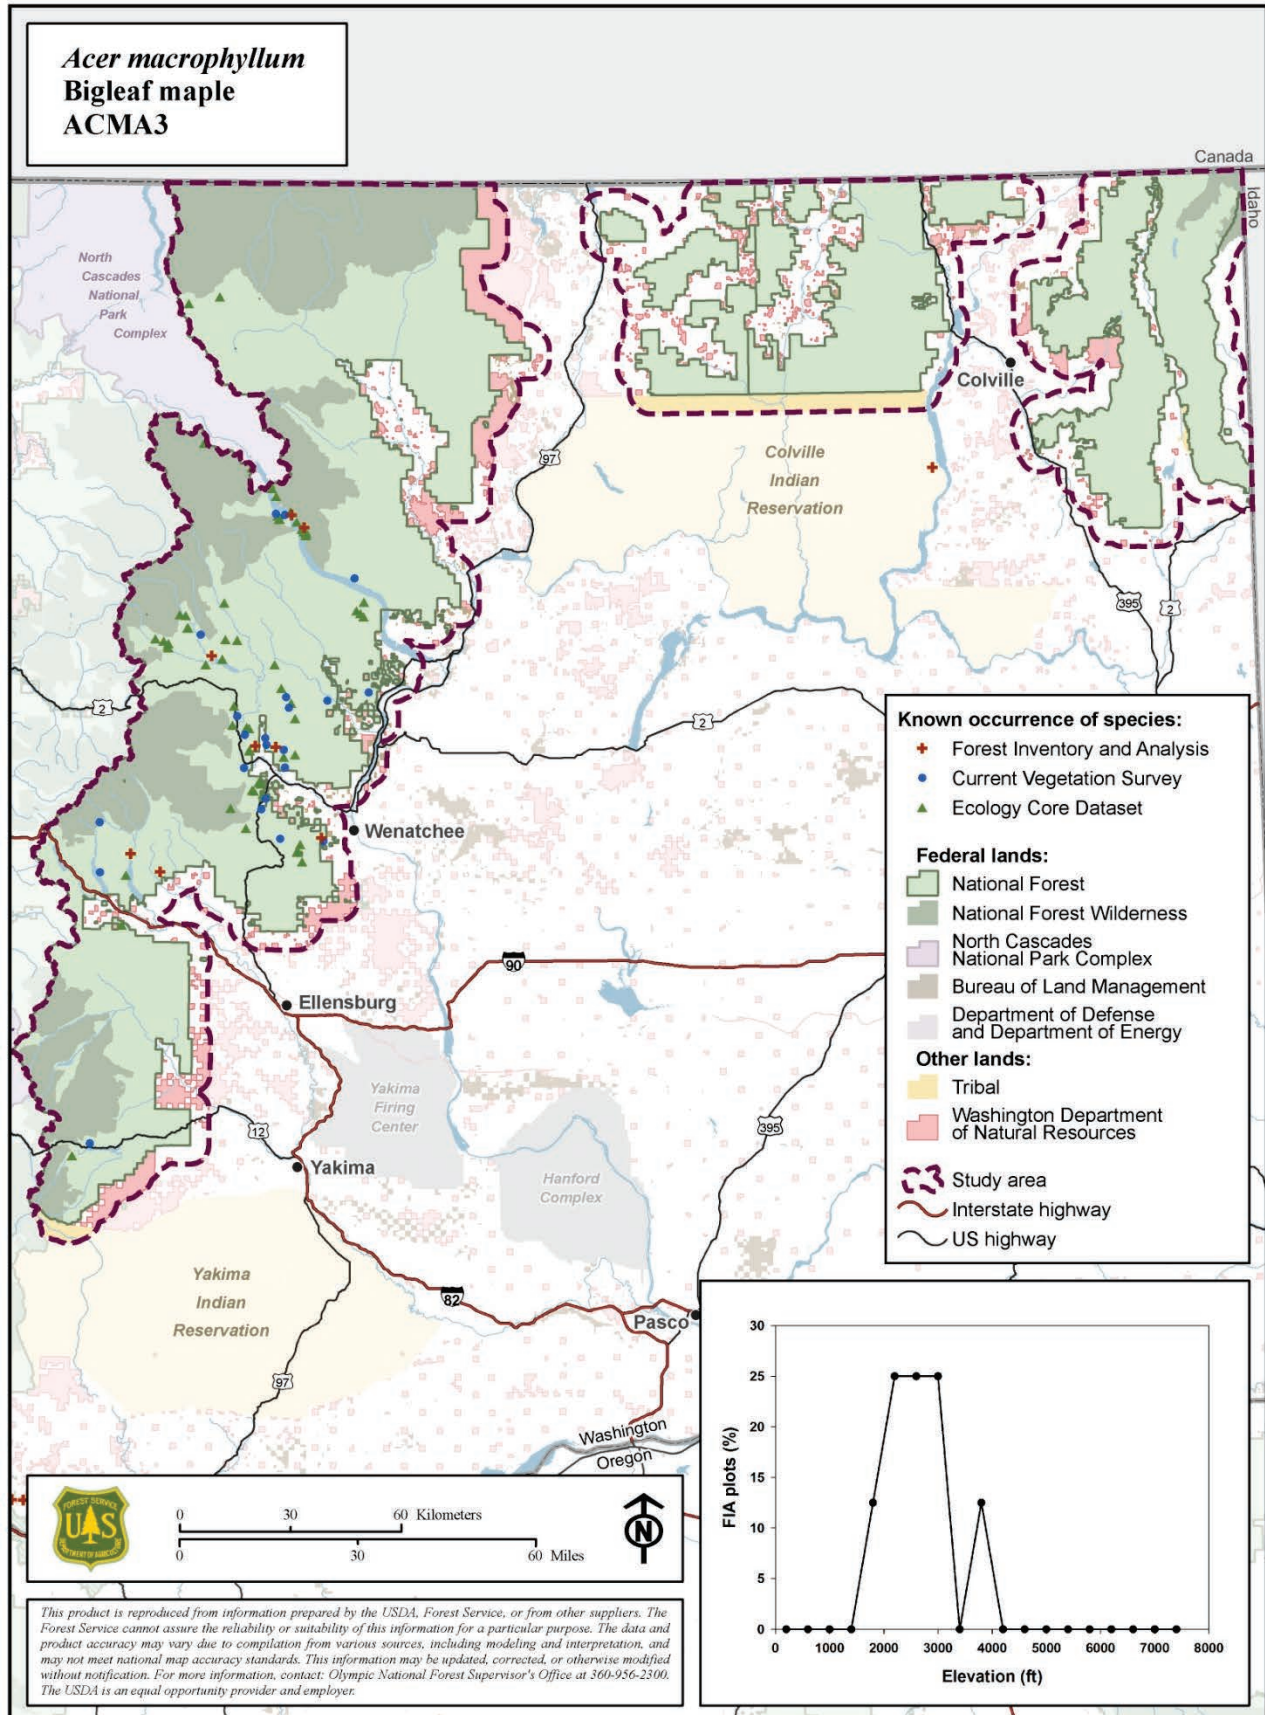 Acer macrophyllum
Bigleaf maple
ACMA3
Canada
Idaho
North
Cascades
National
Park
Complex
Colville
97
Colville
Indian
Reservation
395
2
2
2
Wenatchee
Known occurrence of species:
Forest Inventory and Analysis
Current Vegetation Survey
Ecology Core Dataset
Federal lands:
National Forest
National Forest Wilderness
North Cascades
National Park Complex
Bureau of Land Management
Department of Defense
and Department of Energy
Other lands:
Tribal
Washington Department
of Natural Resources
Study area
Interstate highway
US highway
90
Ellensburg
Yakima
Firing
Center
12
395
Yakima
Hanford
Complex
Yakima
Indian
Reservation
82
Pasco
97
Washington
Oregon
FOREST SERVICE
U S
DEPARTMENT OF AGRICULTURE
0 30 60 Kilometers
0 30 60 Miles
N
This product is reproduced from information prepared by the USDA, Forest Service, or from other suppliers. The
Forest Service cannot assure the reliability or suitability of this information for a particular purpose. The data and
product accuracy may vary due to compilation from various sources, including modeling and interpretation, and
may not meet national map accuracy standards. This information may be updated, corrected, or otherwise modified
without notification. For more information, contact: Olympic National Forest Supervisor's Office at 360-956-2300.
The USDA is an equal opportunity provider and employer.
30
25
20
15
10
5
0
FIA plots (%)
0 1000 2000 3000 4000 5000 6000 7000 8000
Elevation (ft)